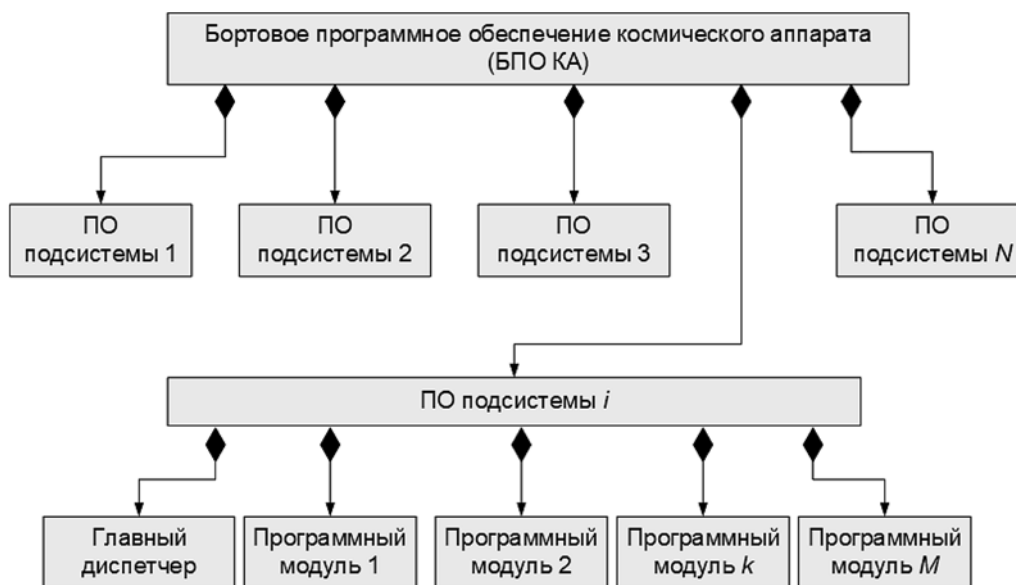 Бортовое программное обеспечение космического аппарата
(БПО КА)
ПО
подсистемы 1
ПО
подсистемы 2
ПО
подсистемы 3
ПО
подсистемы N
ПО подсистемы i
Главный
диспетчер
Программный
модуль 1
Программный
модуль 2
Программный
модуль k
Программный
модуль M